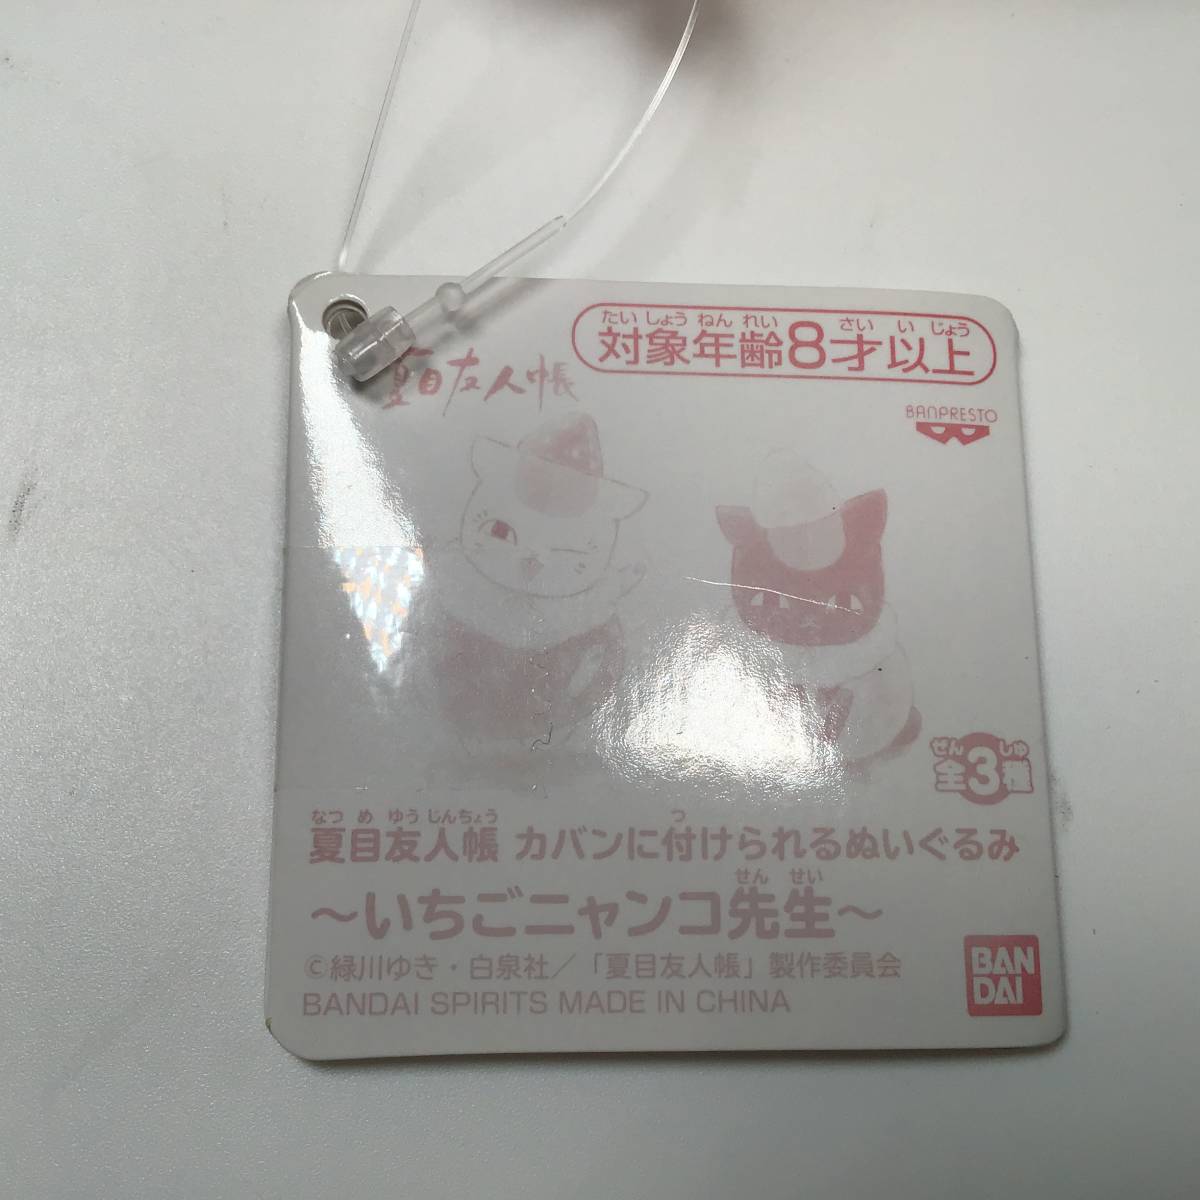 たいしょうねんれい さい い じょう
対象年齢8才以上
夏目友人帳
BANPRESTO
ぜん しゅ
全3種
なつ め ゆうじんちょう つ
夏目友人帳 カバンに付けられるぬいぐるみ
せん せい
～いちごニャンコ先生～
©緑川ゆき・白泉社／「夏目友人帳」製作委員会
BANDAI SPIRITS MADE IN CHINA
BAN
DAI